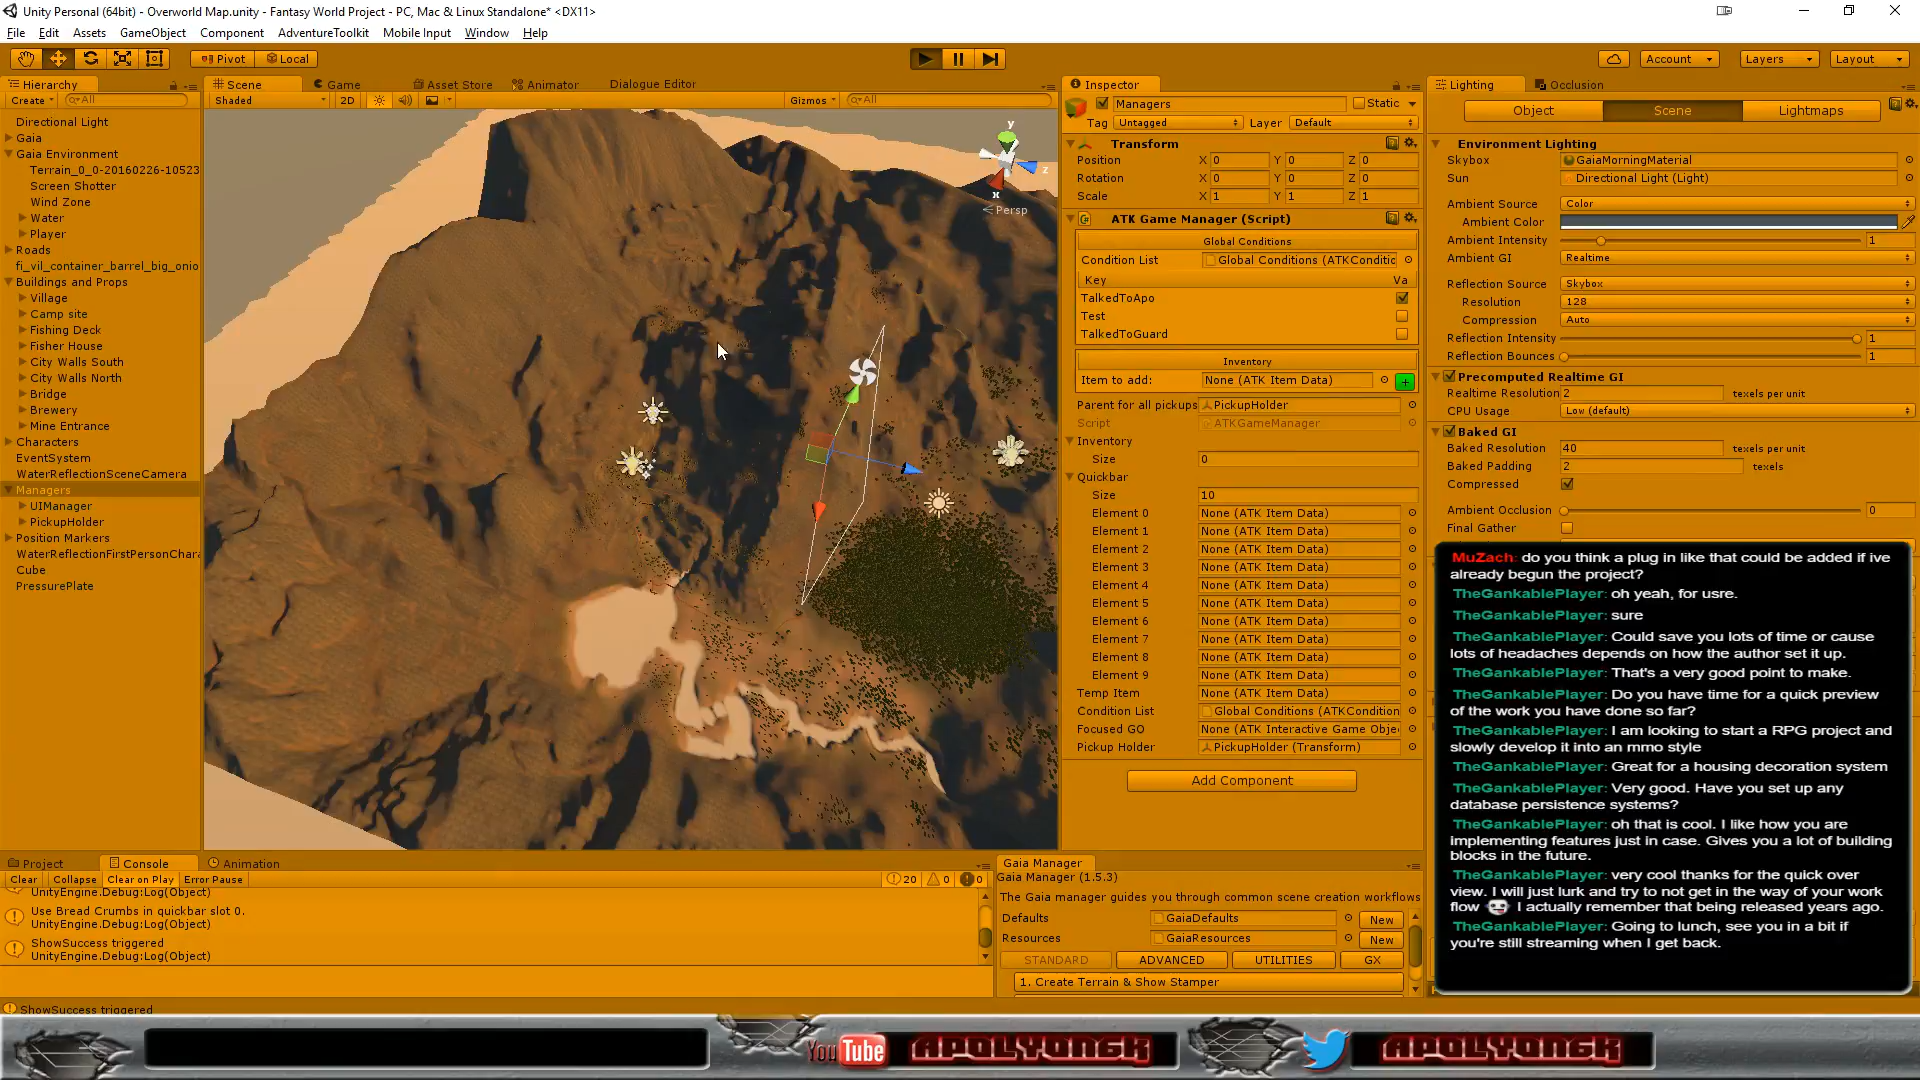 Unity Personal (64bit) - Overworld Map.unity - Fantasy World Project - PC, Mac & Linux Standalone* <DX11>
File Edit Assets GameObject Component AdventureToolkit Mobile Input Window Help
Pivot Local Account Layers Layout
Hierarchy
Create All
Directional Light
Gaia
Gaia Environment
Terrain_0_0-20160226-10523
Screen Shotter
Wind Zone
Water
Player
Roads
fi_vil_container_barrel_big_onio
Buildings and Props
Village
Camp site
Fishing Deck
Fisher House
City Walls South
City Walls North
Bridge
Brewery
Mine Entrance
Characters
EventSystem
WaterReflectionSceneCamera
Managers
UIManager
PickupHolder
Position Markers
WaterReflectionFirstPersonChara
Cube
PressurePlate
Scene Game Asset Store Animator Dialogue Editor
Shaded 2D Gizmos All
y
z
x
Persp
Inspector
Managers Static
Tag Untagged Layer Default
Transform
Position X 0 Y 0 Z 0
Rotation X 0 Y 0 Z 0
Scale X 1 Y 1 Z 1
ATK Game Manager (Script)
Global Conditions
Condition List Global Conditions (ATKConditic
Key Va
TalkedToApo
Test
TalkedToGuard
Inventory
Item to add: None (ATK Item Data) +
Parent for all pickups PickupHolder
Script ATKGameManager
Inventory
Size 0
Quickbar
Size 10
Element 0 None (ATK Item Data)
Element 1 None (ATK Item Data)
Element 2 None (ATK Item Data)
Element 3 None (ATK Item Data)
Element 4 None (ATK Item Data)
Element 5 None (ATK Item Data)
Element 6 None (ATK Item Data)
Element 7 None (ATK Item Data)
Element 8 None (ATK Item Data)
Element 9 None (ATK Item Data)
Temp Item None (ATK Item Data)
Condition List Global Conditions (ATKCondition
Focused GO None (ATK Interactive Game Obje
Pickup Holder PickupHolder (Transform)
Add Component
Lighting Occlusion
Object Scene Lightmaps
Environment Lighting
Skybox GaiaMorningMaterial
Sun Directional Light (Light)
Ambient Source Color
Ambient Color
Ambient Intensity 1
Ambient GI Realtime
Reflection Source Skybox
Resolution 128
Compression Auto
Reflection Intensity 1
Reflection Bounces 1
Precomputed Realtime GI
Realtime Resolution 2 texels per unit
CPU Usage Low (default)
Baked GI
Baked Resolution 40 texels per unit
Baked Padding 2 texels
Compressed
Ambient Occlusion 0
Final Gather
MuZach: do you think a plug in like that could be added if ive
already begun the project?
TheGankablePlayer: oh yeah, for usre.
TheGankablePlayer: sure
TheGankablePlayer: Could save you lots of time or cause
lots of headaches depends on how the author set it up.
TheGankablePlayer: That's a very good point to make.
TheGankablePlayer: Do you have time for a quick preview
of the work you have done so far?
TheGankablePlayer: I am looking to start a RPG project and
slowly develop it into an mmo style
TheGankablePlayer: Great for a housing decoration system
TheGankablePlayer: Very good. Have you set up any
database persistence systems?
TheGankablePlayer: oh that is cool. I like how you are
implementing features just in case. Gives you a lot of building
blocks in the future.
TheGankablePlayer: very cool thanks for the quick over
view. I will just lurk and try to not get in the way of your work
flow I actually remember that being released years ago.
TheGankablePlayer: Going to lunch, see you in a bit if
you're still streaming when I get back.
Project Console Animation
Clear Collapse Clear on Play Error Pause 20 0 0
UnityEngine.Debug:Log(Object)
Use Bread Crumbs in quickbar slot 0.
UnityEngine.Debug:Log(Object)
ShowSuccess triggered
UnityEngine.Debug:Log(Object)
ShowSuccess triggered
Gaia Manager
Gaia Manager (1.5.3)
The Gaia manager guides you through common scene creation workflows
Defaults GaiaDefaults New
Resources GaiaResources New
STANDARD ADVANCED UTILITIES GX
1. Create Terrain & Show Stamper
YouTube APOLYONGK APOLYONGK